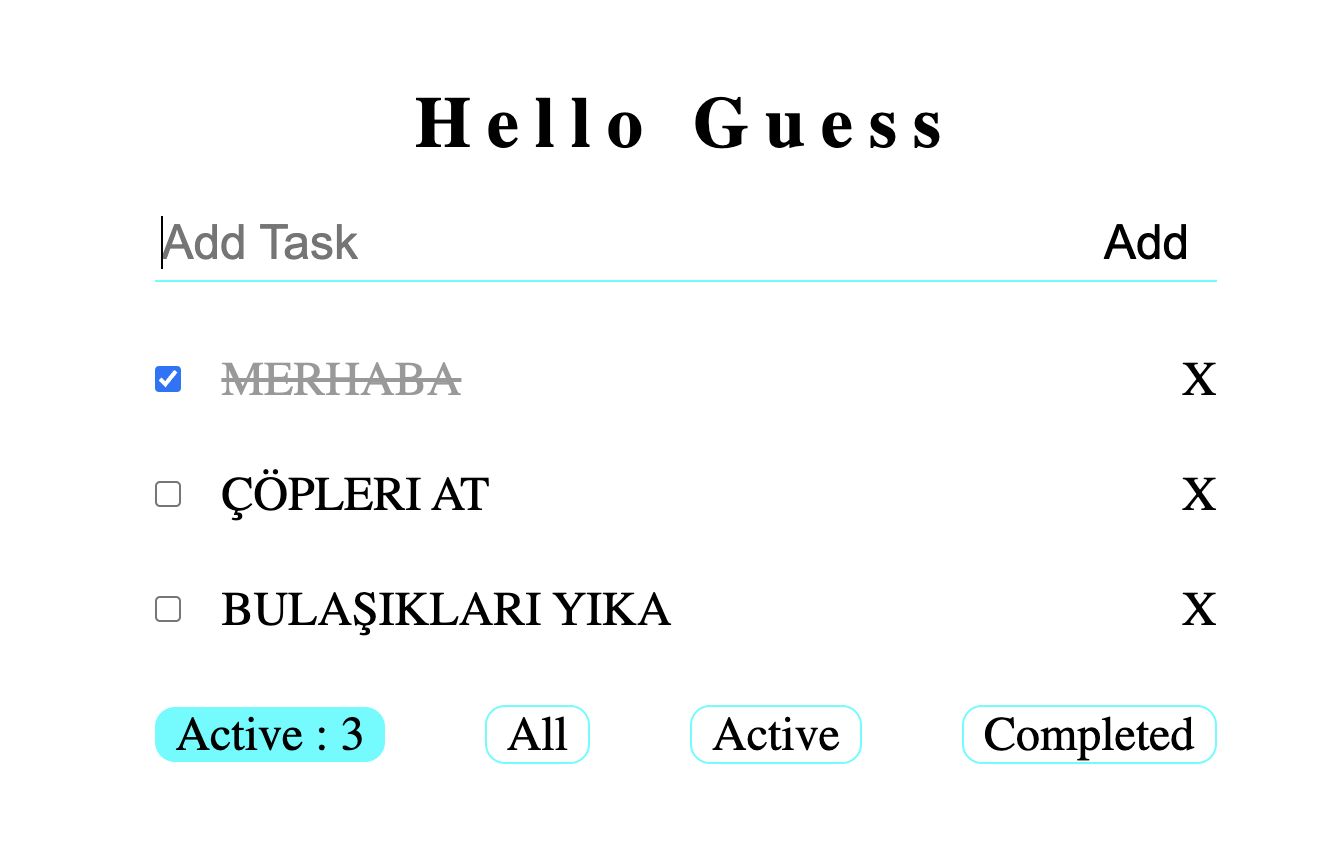 Hello Guess
Add Task Add
MERHABA X
ÇÖPLERI AT X
BULAŞIKLARI YIKA X
Active : 3 All Active Completed